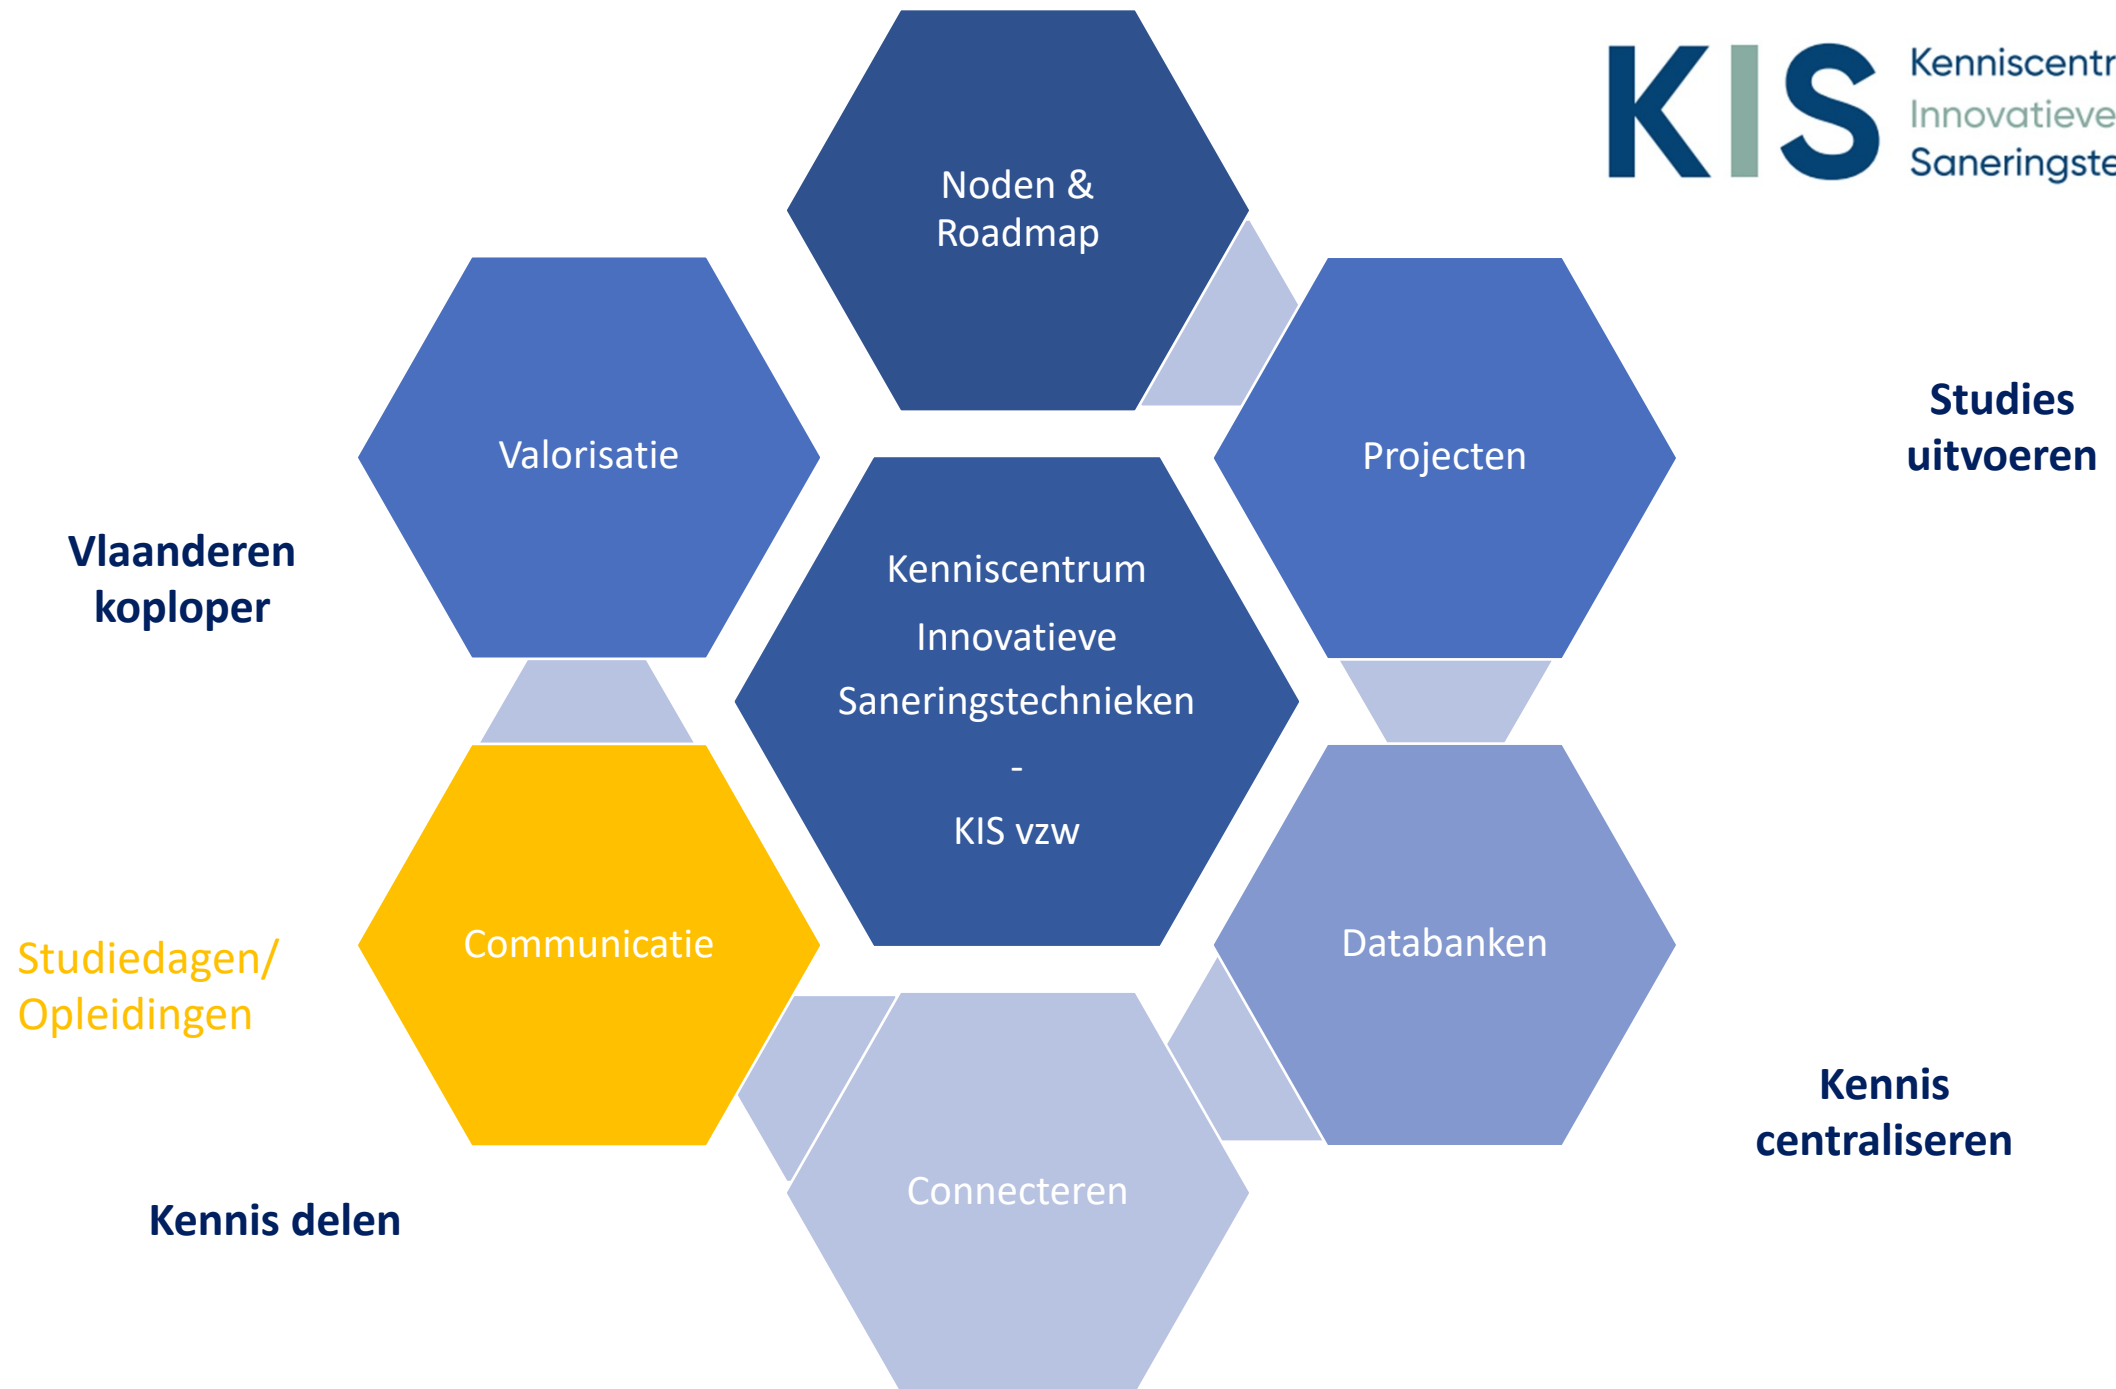 KIS
Kenniscentr
Innovatieve
Saneringste
Noden &
Roadmap
Valorisatie
Projecten
Studies
uitvoeren
Vlaanderen
koploper
Kenniscentrum
Innovatieve
Saneringstechnieken
-
KIS vzw
Communicatie
Databanken
Studiedagen/
Opleidingen
Kennis
centraliseren
Connecteren
Kennis delen